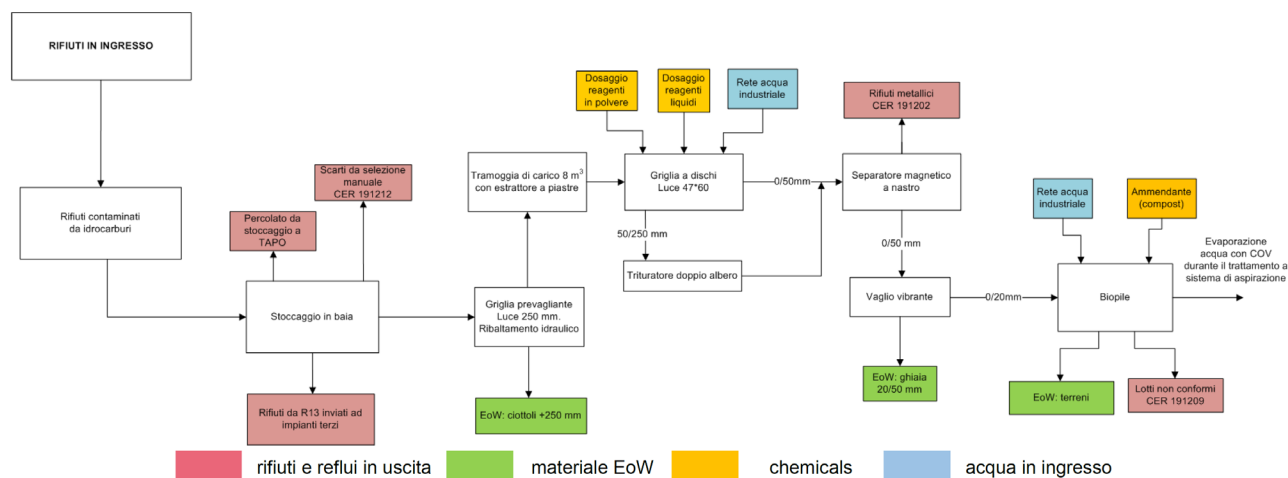 RIFIUTI IN INGRESSO
Rifiuti contaminati
da idrocarburi
Percolato da
stoccaggio a
TAPO
Scarti da selezione
manuale
CER 191212
Stoccaggio in baia
Rifiuti da R13 inviati ad
impianti terzi
Tramoggia di carico 8 m³
con estrattore a piastre
Griglia prevagliante
Luce 250 mm.
Ribaltamento idraulico
EoW: ciottoli +250 mm
Dosaggio
reagenti
in polvere
Dosaggio
reagenti
liquidi
Rete acqua
industriale
Griglia a dischi
Luce 47*60
0/50mm
50/250 mm
Trituratore doppio albero
Rifiuti metallici
CER 191202
Separatore magnetico
a nastro
0/50 mm
Vaglio vibrante
0/20mm
EoW: ghiaia
20/50 mm
Rete acqua
industriale
Ammendante
(compost)
Biopile
Evaporazione
acqua con COV
durante il trattamento a
sistema di aspirazione
EoW: terreni
Lotti non conformi
CER 191209
rifiuti e reflui in uscita
materiale EoW
chemicals
acqua in ingresso